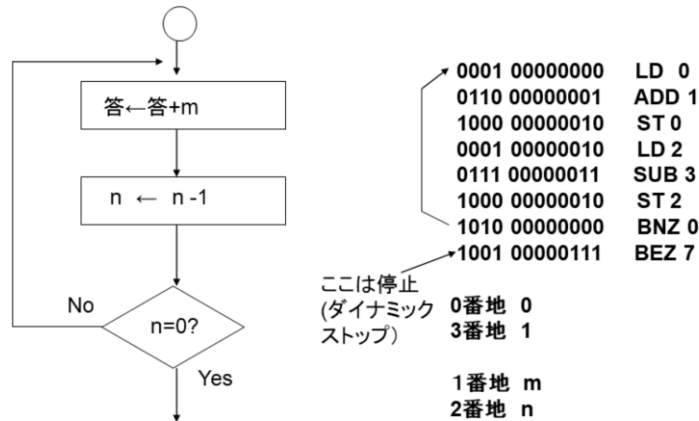 答←答+m
n ← n -1
n=0?
No
Yes
0001 00000000 LD 0
0110 00000001 ADD 1
1000 00000010 ST 0
0001 00000010 LD 2
0111 00000011 SUB 3
1000 00000010 ST 2
1010 00000000 BNZ 0
1001 00000111 BEZ 7
ここは停止
(ダイナミック
ストップ）
0番地 0
3番地 1
1番地 m
2番地 n